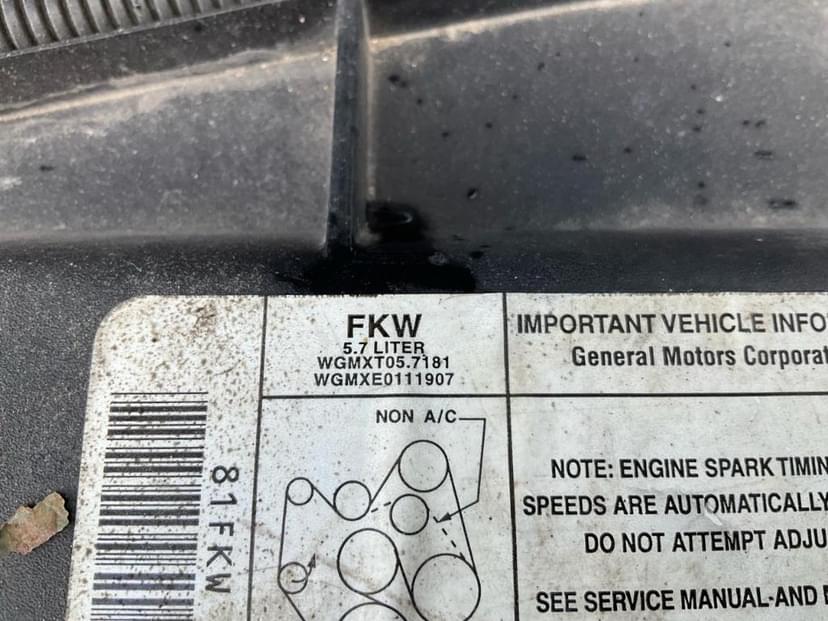 FKW
5.7 LITER
WGMXT05.7181
WGMXE0111907
IMPORTANT VEHICLE INFO
General Motors Corporat
NON A/C
81FKW
NOTE: ENGINE SPARK TIMIN
SPEEDS ARE AUTOMATICALLY
DO NOT ATTEMPT ADJU
SEE SERVICE MANUAL AND